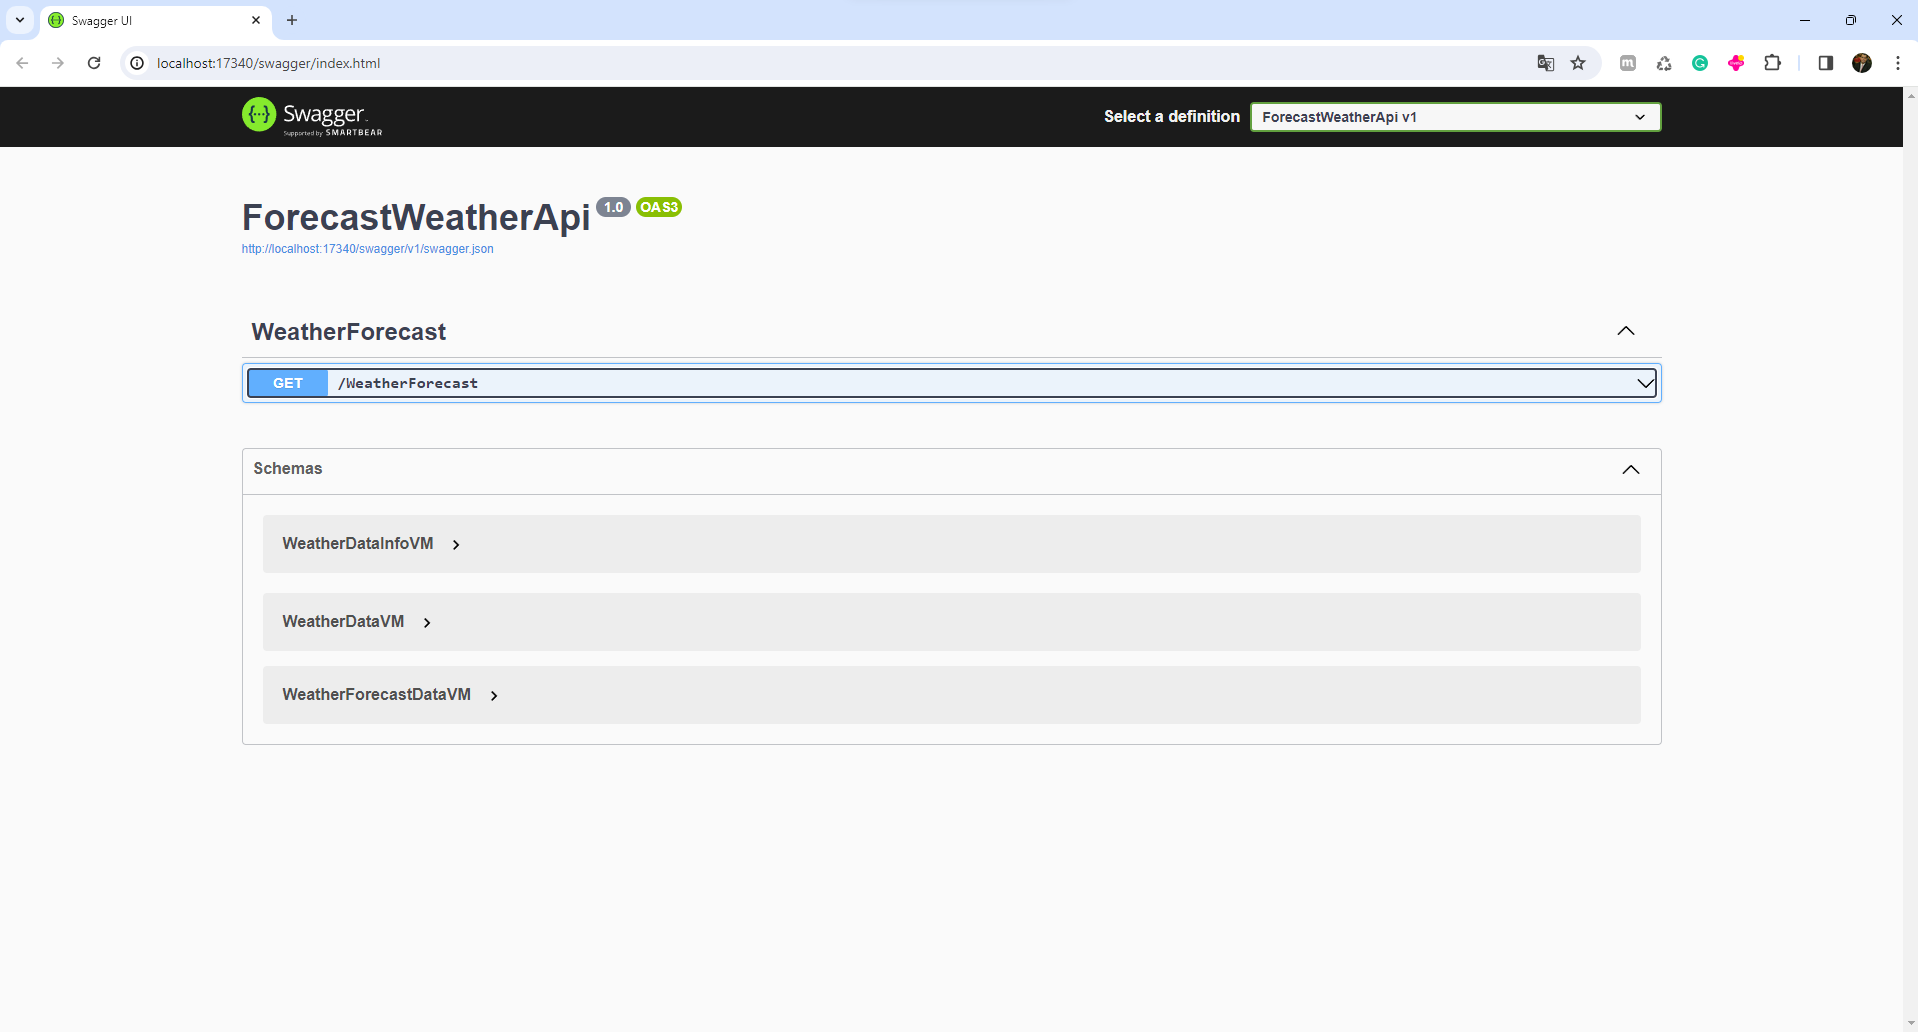 Swagger UI
localhost:17340/swagger/index.html
Swagger
Supported by SMARTBEAR
Select a definition
ForecastWeatherApi v1
ForecastWeatherApi 1.0 OAS3
http://localhost:17340/swagger/v1/swagger.json
WeatherForecast
GET /WeatherForecast
Schemas
WeatherDataInfoVM
WeatherDataVM
WeatherForecastDataVM